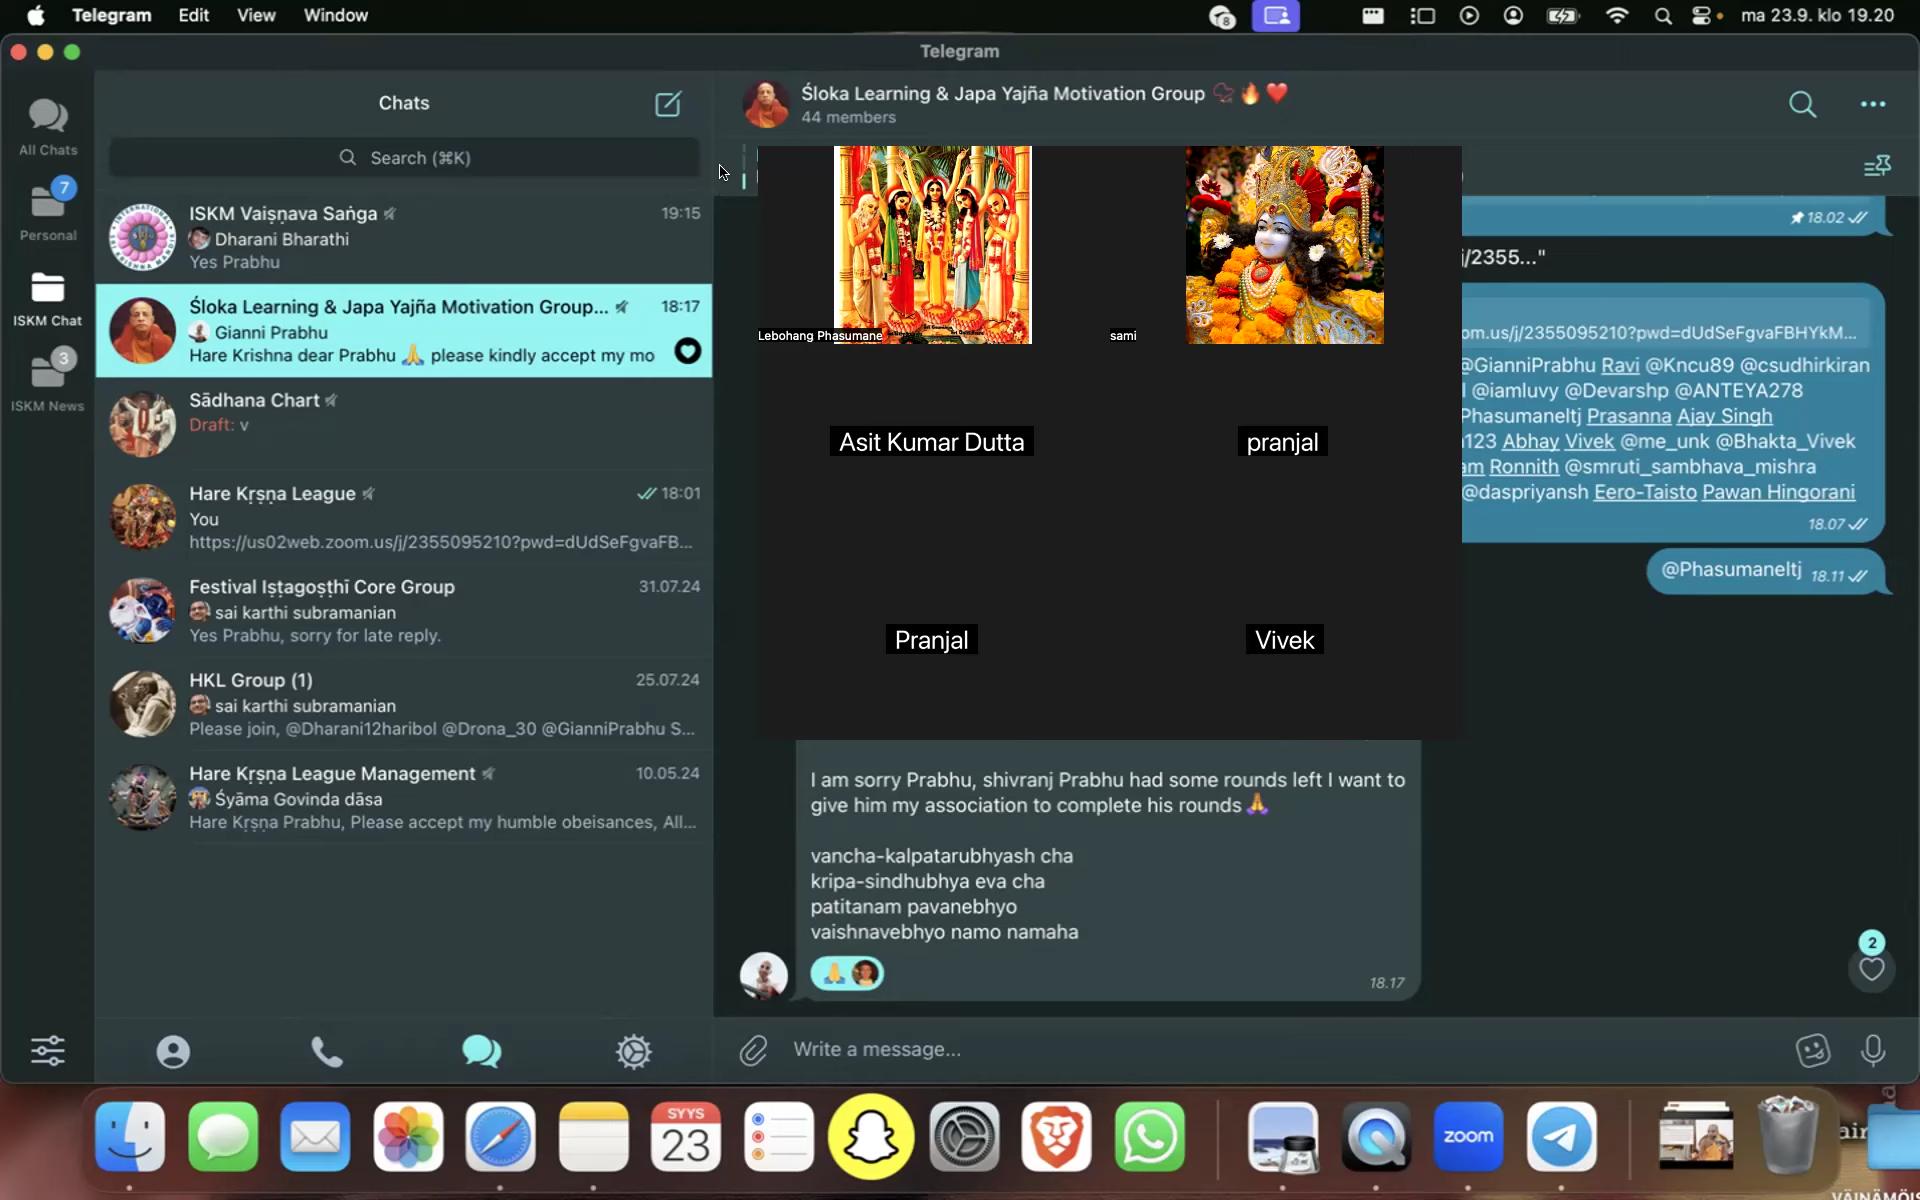 Telegram Edit View Window
8
ma 23.9. klo 19.20
Telegram
All Chats
7
Personal
ISKM Chat
3
ISKM News
Chats
Search (⌘K)
ISKM Vaiṣṇava Saṅga 19:15
Dharani Bharathi
Yes Prabhu
Śloka Learning & Japa Yajña Motivation Group... 18:17
Gianni Prabhu
Hare Krishna dear Prabhu 🙏 please kindly accept my mo
Sādhana Chart
Draft: v
Hare Kṛṣṇa League 18:01
You
https://us02web.zoom.us/j/2355095210?pwd=dUdSeFgvaFB...
Festival Iṣṭagoṣṭhī Core Group 31.07.24
sai karthi subramanian
Yes Prabhu, sorry for late reply.
HKL Group (1) 25.07.24
sai karthi subramanian
Please join, @Dharani12haribol @Drona_30 @GianniPrabhu S...
Hare Kṛṣṇa League Management 10.05.24
Śyāma Govinda dāsa
Hare Kṛṣṇa Prabhu, Please accept my humble obeisances, All...
Śloka Learning & Japa Yajña Motivation Group 📿🔥❤️
44 members
18.02
j/2355..."
om.us/j/2355095210?pwd=dUdSeFgvaFBHYkM...
@GianniPrabhu Ravi @Kncu89 @csudhirkiran
@iamluvy @Devarshp @ANTEYA278
Phasumaneltj Prasanna Ajay Singh
123 Abhay Vivek @me_unk @Bhakta_Vivek
am Ronnith @smruti_sambhava_mishra
@daspriyansh Eero-Taisto Pawan Hingorani
18.07
@Phasumaneltj 18.11
Lebohang Phasumane
sami
Asit Kumar Dutta
pranjal
Pranjal
Vivek
I am sorry Prabhu, shivranj Prabhu had some rounds left I want to
give him my association to complete his rounds🙏
vancha-kalpatarubhyash cha
kripa-sindhubhya eva cha
patitanam pavanebhyo
vaishnavebhyo namo namaha
🙏
18.17
2
Write a message...
SYYS
23
zoom
air